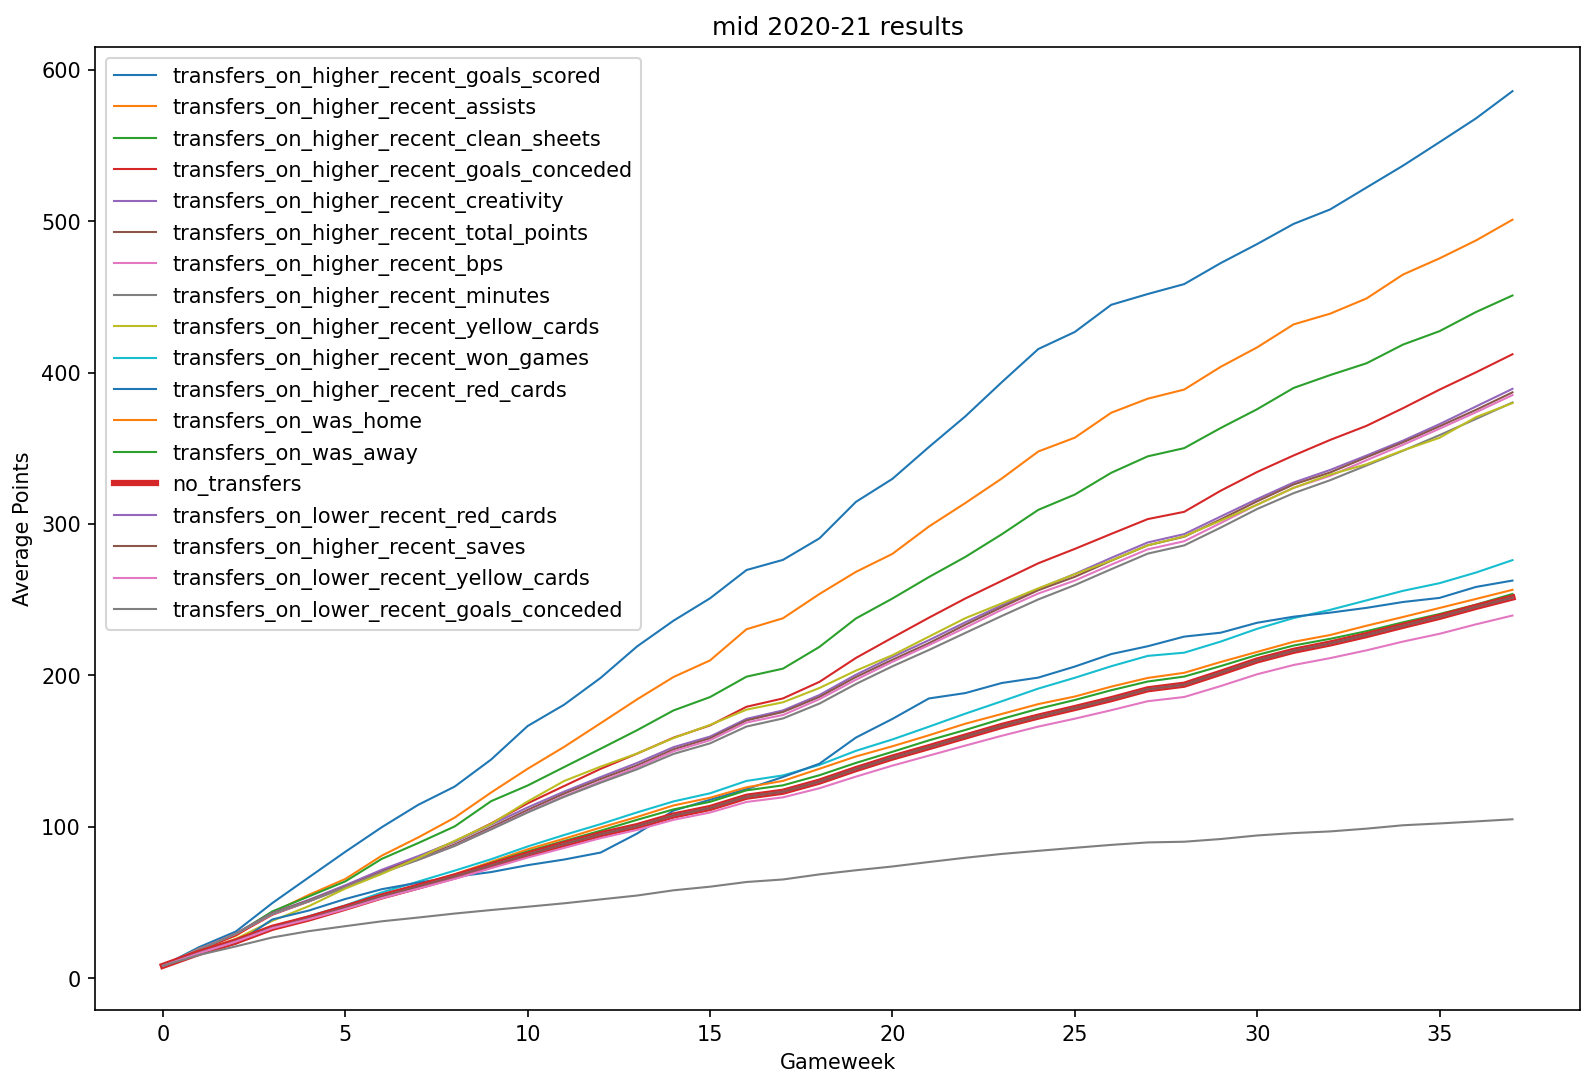 mid 2020-21 results
600
500
400
300
200
100
0
Average Points
transfers_on_higher_recent_goals_scored
transfers_on_higher_recent_assists
transfers_on_higher_recent_clean_sheets
transfers_on_higher_recent_goals_conceded
transfers_on_higher_recent_creativity
transfers_on_higher_recent_total_points
transfers_on_higher_recent_bps
transfers_on_higher_recent_minutes
transfers_on_higher_recent_yellow_cards
transfers_on_higher_recent_won_games
transfers_on_higher_recent_red_cards
transfers_on_was_home
transfers_on_was_away
no_transfers
transfers_on_lower_recent_red_cards
transfers_on_higher_recent_saves
transfers_on_lower_recent_yellow_cards
transfers_on_lower_recent_goals_conceded
0 5 10 15 20 25 30 35
Gameweek